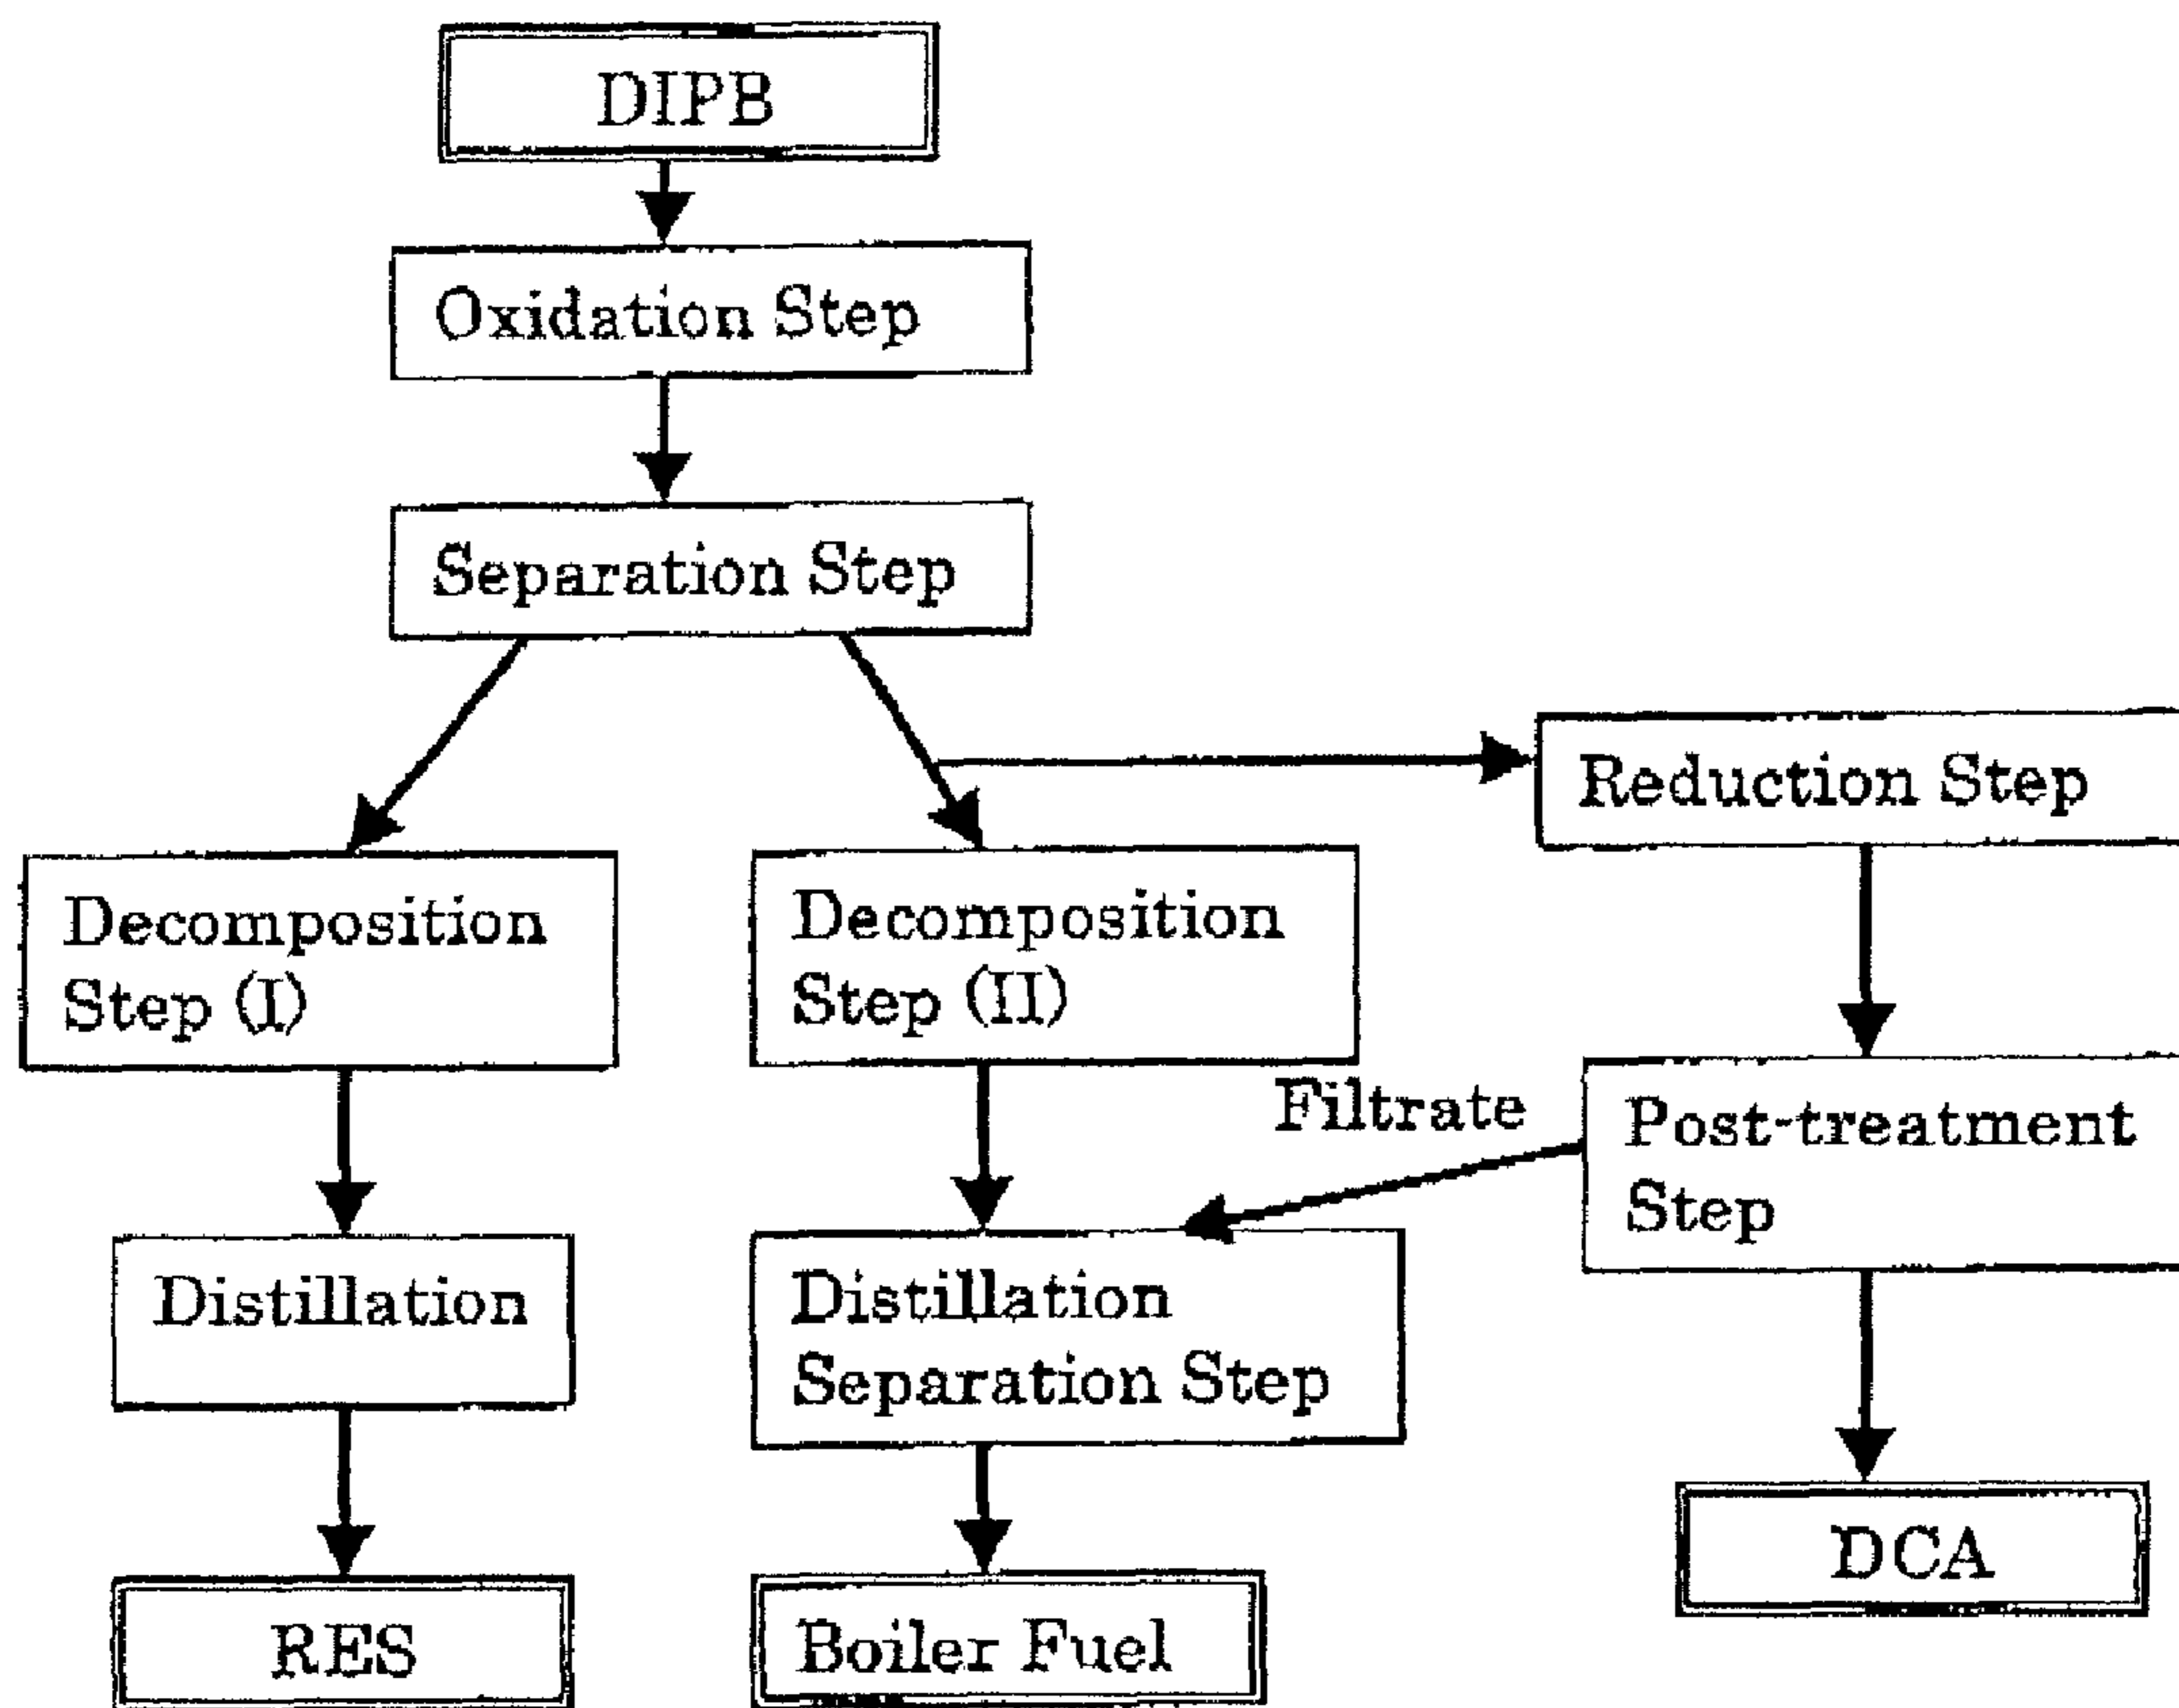 DIPB
Oxidation Step
Separation Step
Reduction Step
Decomposition
Step (I)
Decomposition
Step (II)
Filtrate
Post-treatment
Step
Distillation
Distillation
Separation Step
DCA
RES
Boiler Fuel